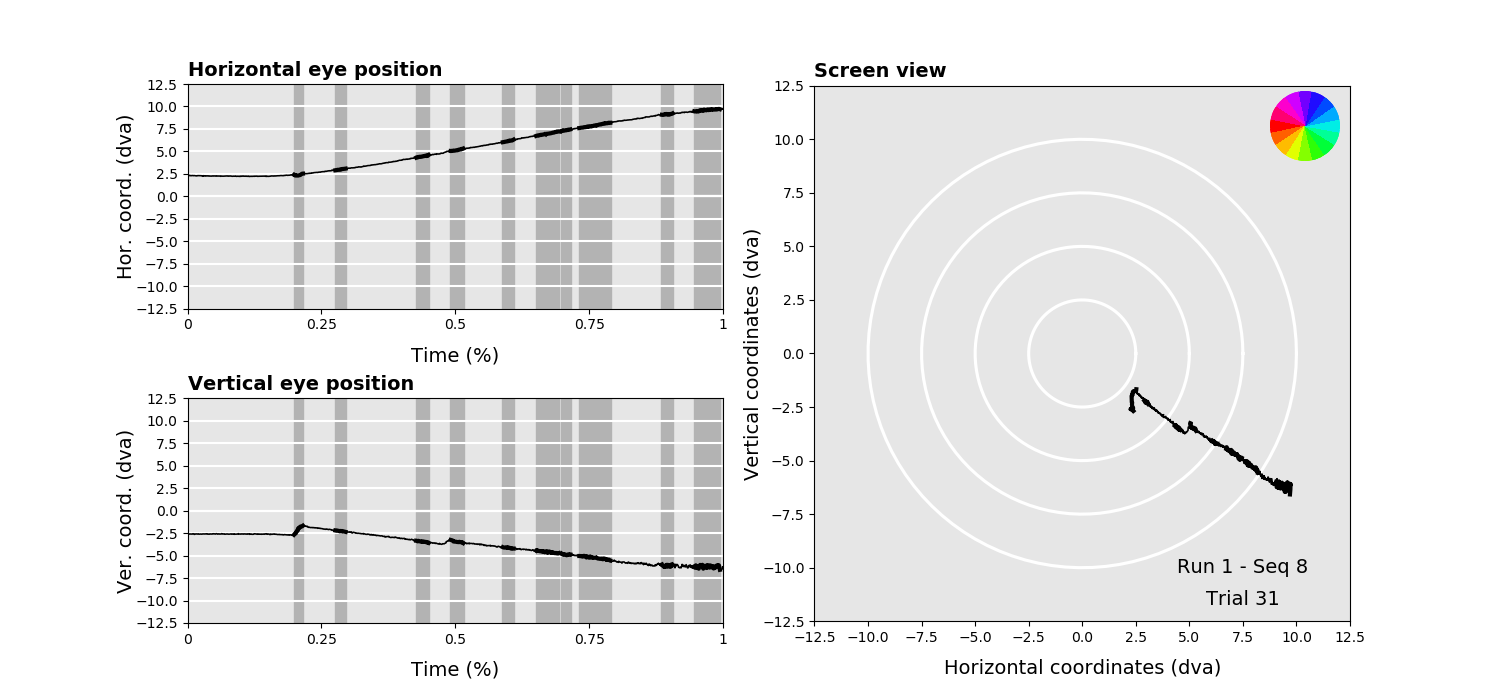 Horizontal eye position
Hor. coord. (dva)
12.5
10.0
7.5
5.0
2.5
0.0
−2.5
−5.0
−7.5
−10.0
−12.5
0 0.25 0.5 0.75 1
Time (%)
Vertical eye position
Ver. coord. (dva)
12.5
10.0
7.5
5.0
2.5
0.0
−2.5
−5.0
−7.5
−10.0
−12.5
0 0.25 0.5 0.75 1
Time (%)
Screen view
Vertical coordinates (dva)
12.5
10.0
7.5
5.0
2.5
0.0
−2.5
−5.0
−7.5
−10.0
−12.5
Run 1 - Seq 8
Trial 31
−12.5 −10.0 −7.5 −5.0 −2.5 0.0 2.5 5.0 7.5 10.0 12.5
Horizontal coordinates (dva)